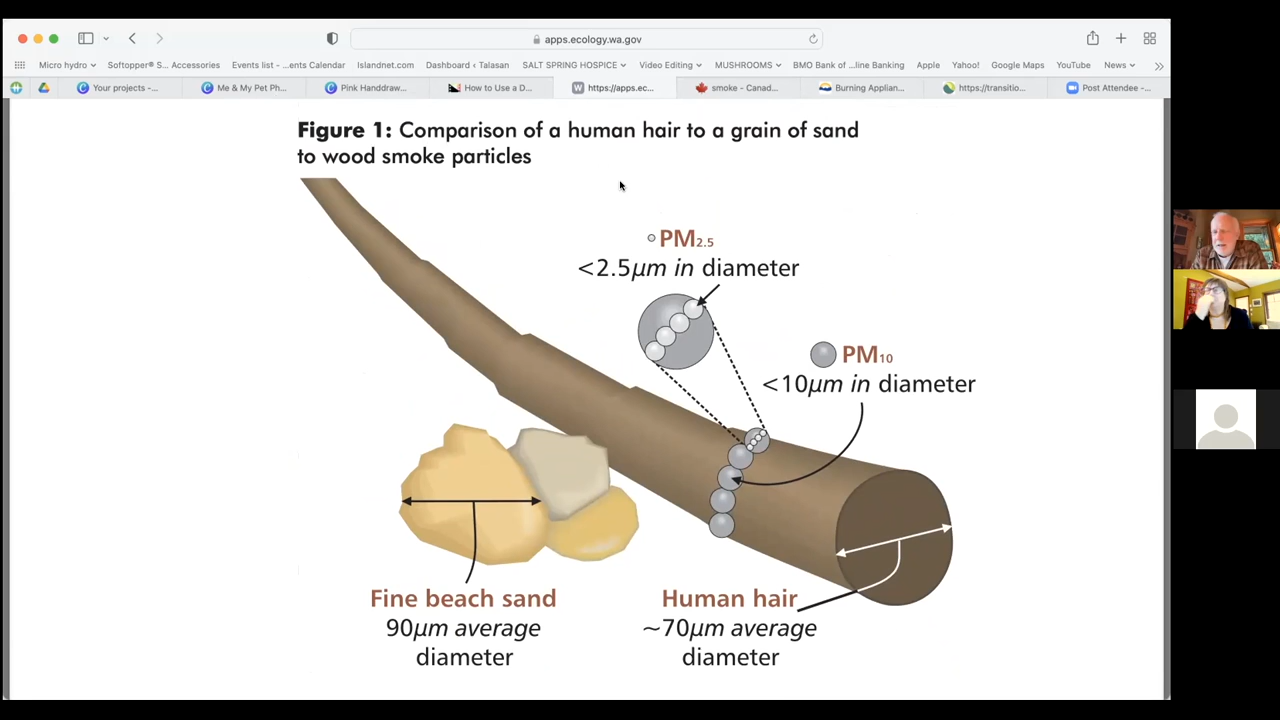 apps.ecology.wa.gov
Micro hydro
Softopper® S... Accessories
Events list - ...ents Calendar
Islandnet.com
Dashboard ‹ Talasan
SALT SPRING HOSPICE
Video Editing
MUSHROOMS
BMO Bank of ...line Banking
Apple
Yahoo!
Google Maps
YouTube
News
Your projects -...
Me & My Pet Ph...
Pink Handdraw...
How to Use a D...
https://apps.ec...
smoke - Canad...
Burning Applian...
https://transitio...
Post Attendee -...
Figure 1: Comparison of a human hair to a grain of sand
to wood smoke particles
PM2.5
<2.5μm in diameter
PM10
<10μm in diameter
Fine beach sand
90μm average
diameter
Human hair
~70μm average
diameter